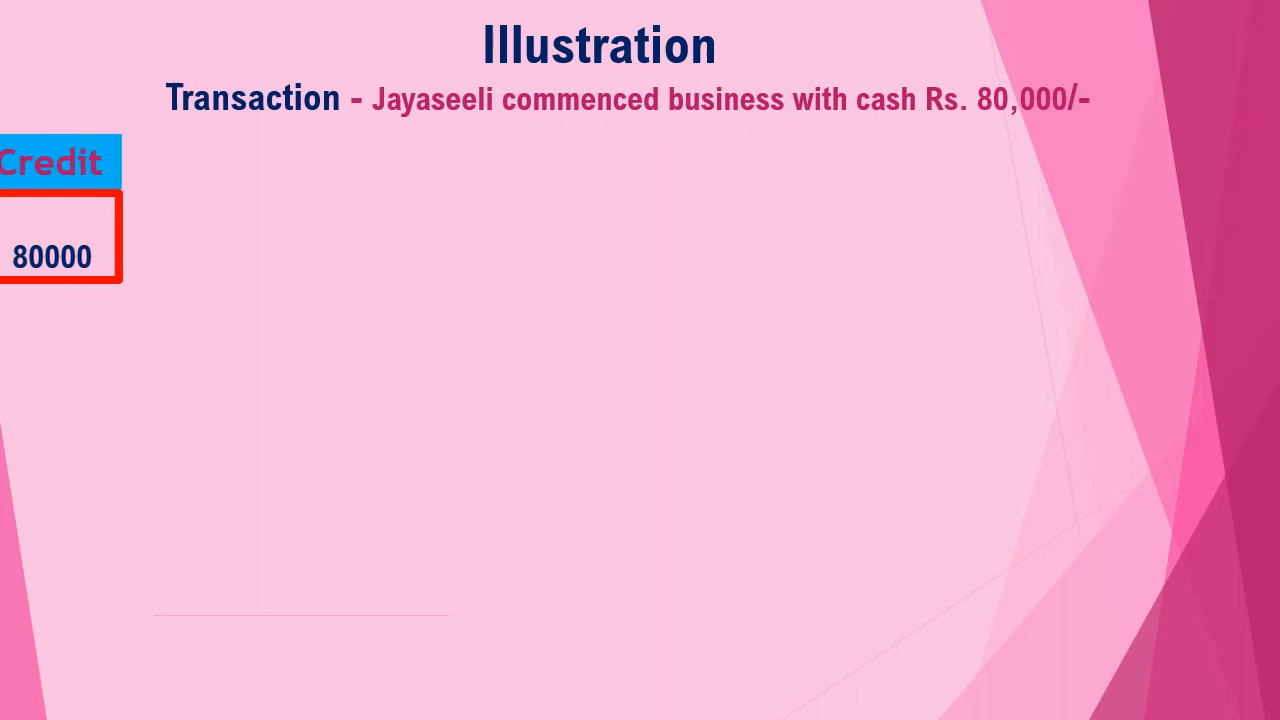 Illustration
Transaction - Jayaseeli commenced business with cash Rs. 80,000/-
Credit
80000